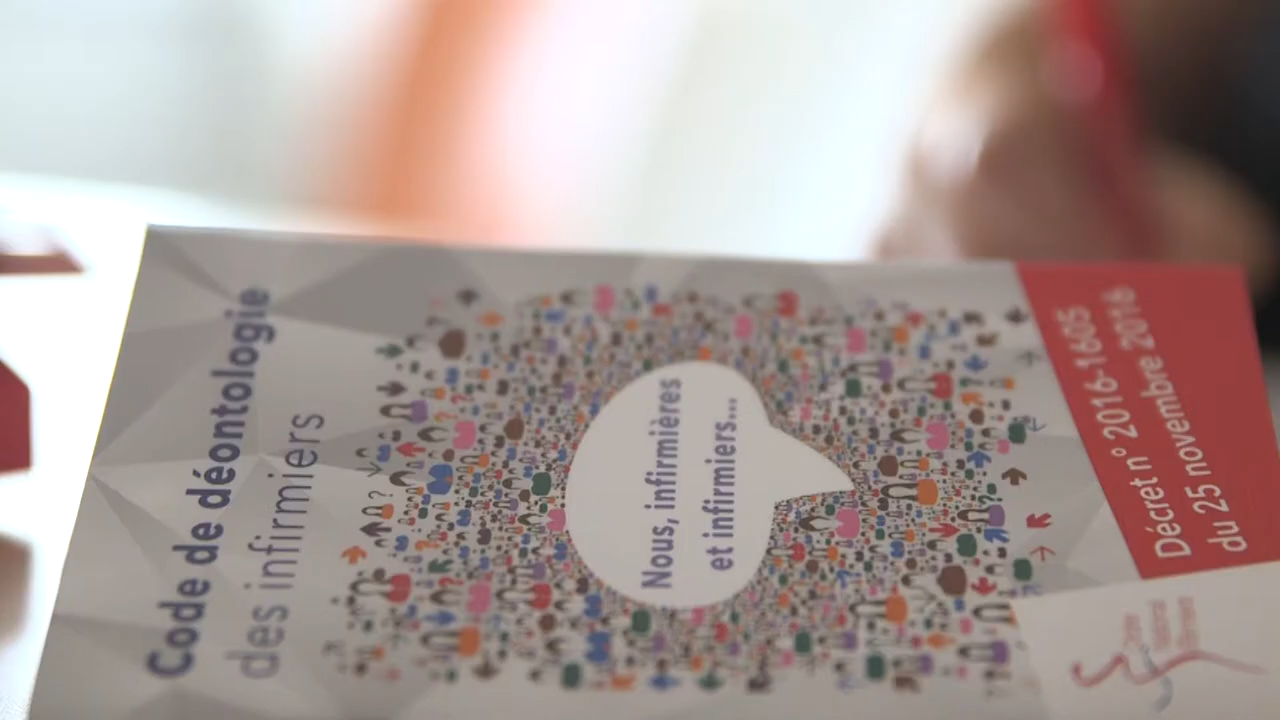 Code de déontologie
des infirmiers
Nous, infirmières
et infirmiers...
Décret n° 2016-1605
du 25 novembre 2016